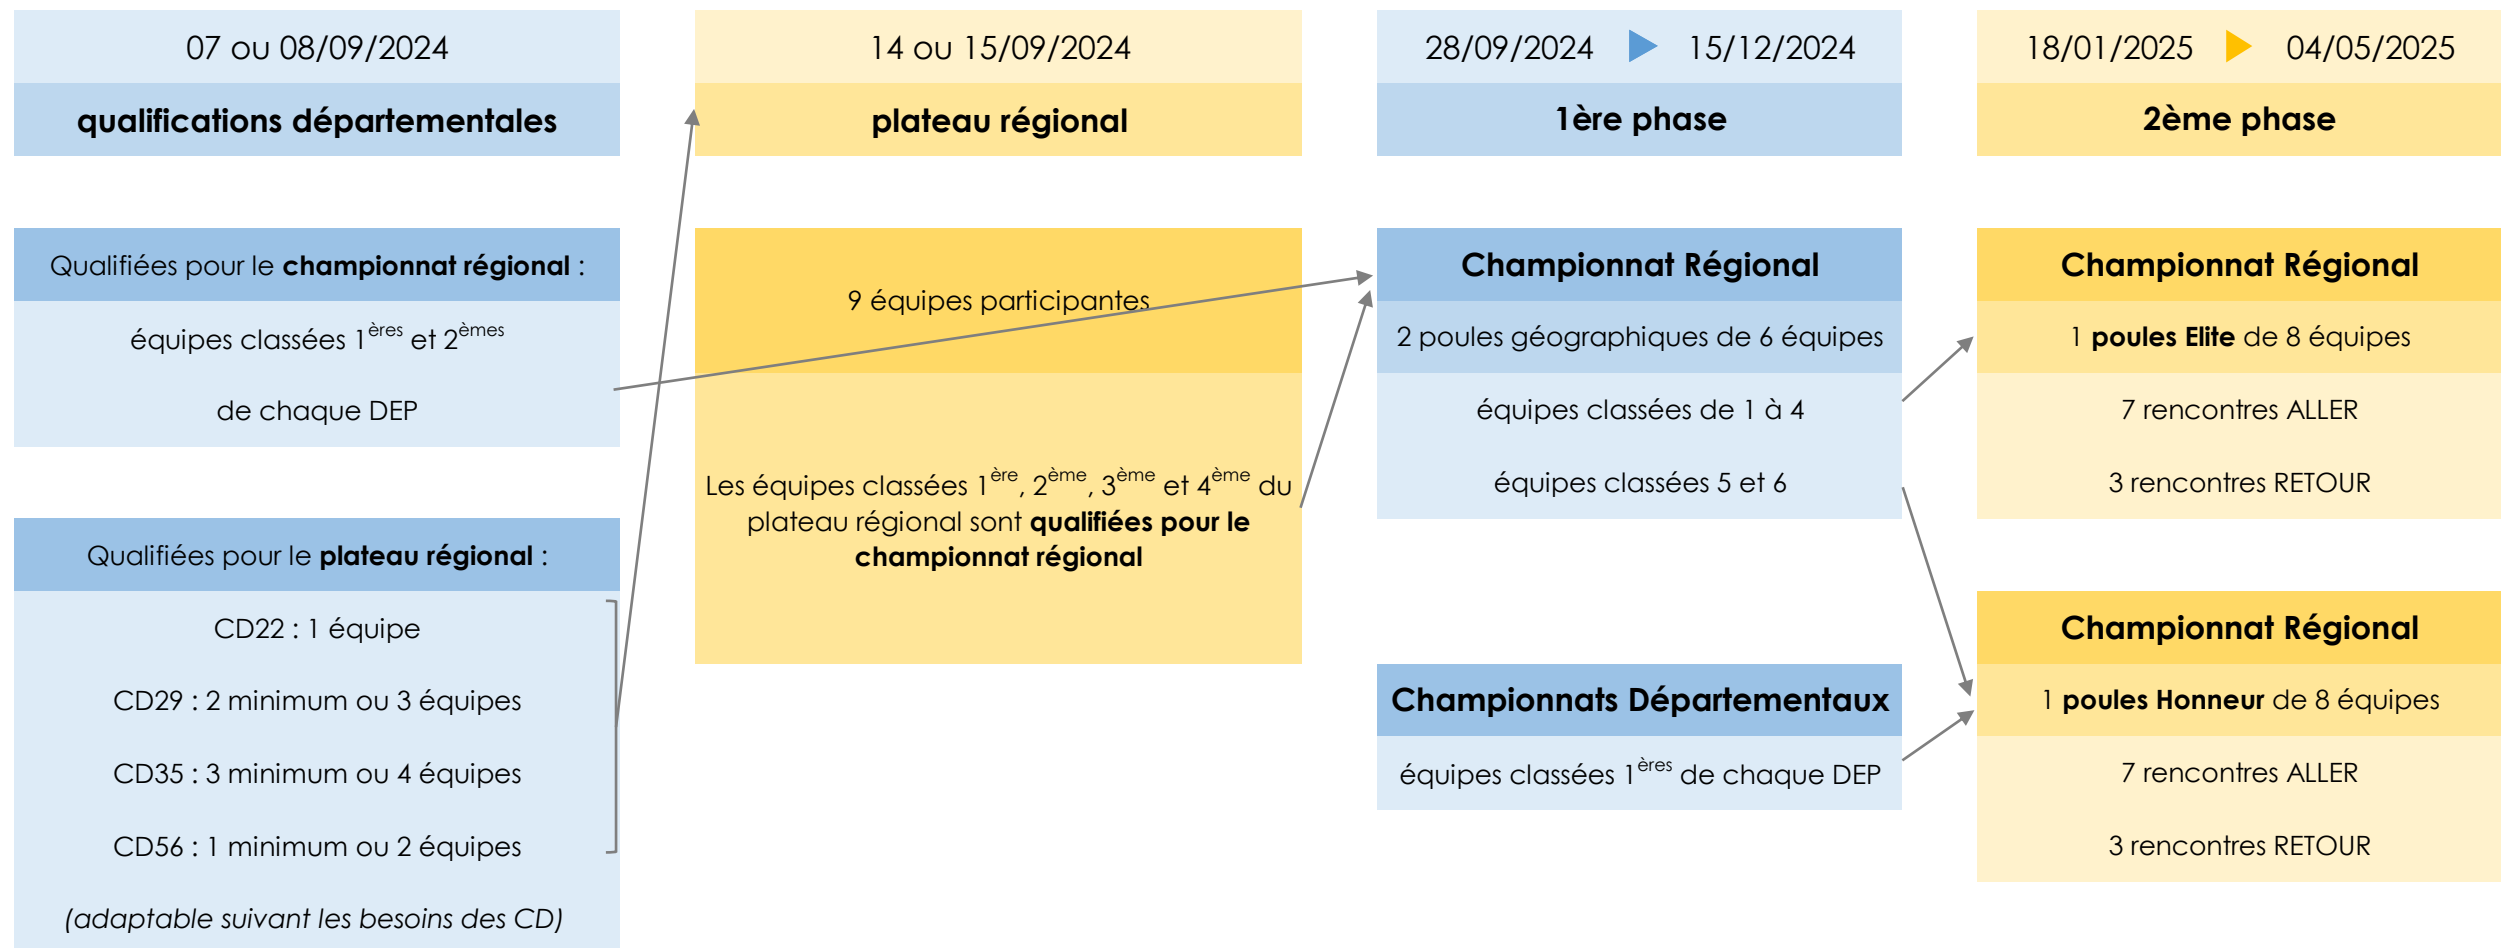 07 ou 08/09/2024
qualifications départementales
Qualifiées pour le championnat régional :
équipes classées 1ères et 2èmes
de chaque DEP
Qualifiées pour le plateau régional :
CD22 : 1 équipe
CD29 : 2 minimum ou 3 équipes
CD35 : 3 minimum ou 4 équipes
CD56 : 1 minimum ou 2 équipes
(adaptable suivant les besoins des CD)
14 ou 15/09/2024
plateau régional
9 équipes participantes
Les équipes classées 1ère, 2ème, 3ème et 4ème du
plateau régional sont qualifiées pour le
championnat régional
28/09/2024 15/12/2024
1ère phase
Championnat Régional
2 poules géographiques de 6 équipes
équipes classées de 1 à 4
équipes classées 5 et 6
Championnats Départementaux
équipes classées 1ères de chaque DEP
18/01/2025 04/05/2025
2ème phase
Championnat Régional
1 poules Elite de 8 équipes
7 rencontres ALLER
3 rencontres RETOUR
Championnat Régional
1 poules Honneur de 8 équipes
7 rencontres ALLER
3 rencontres RETOUR